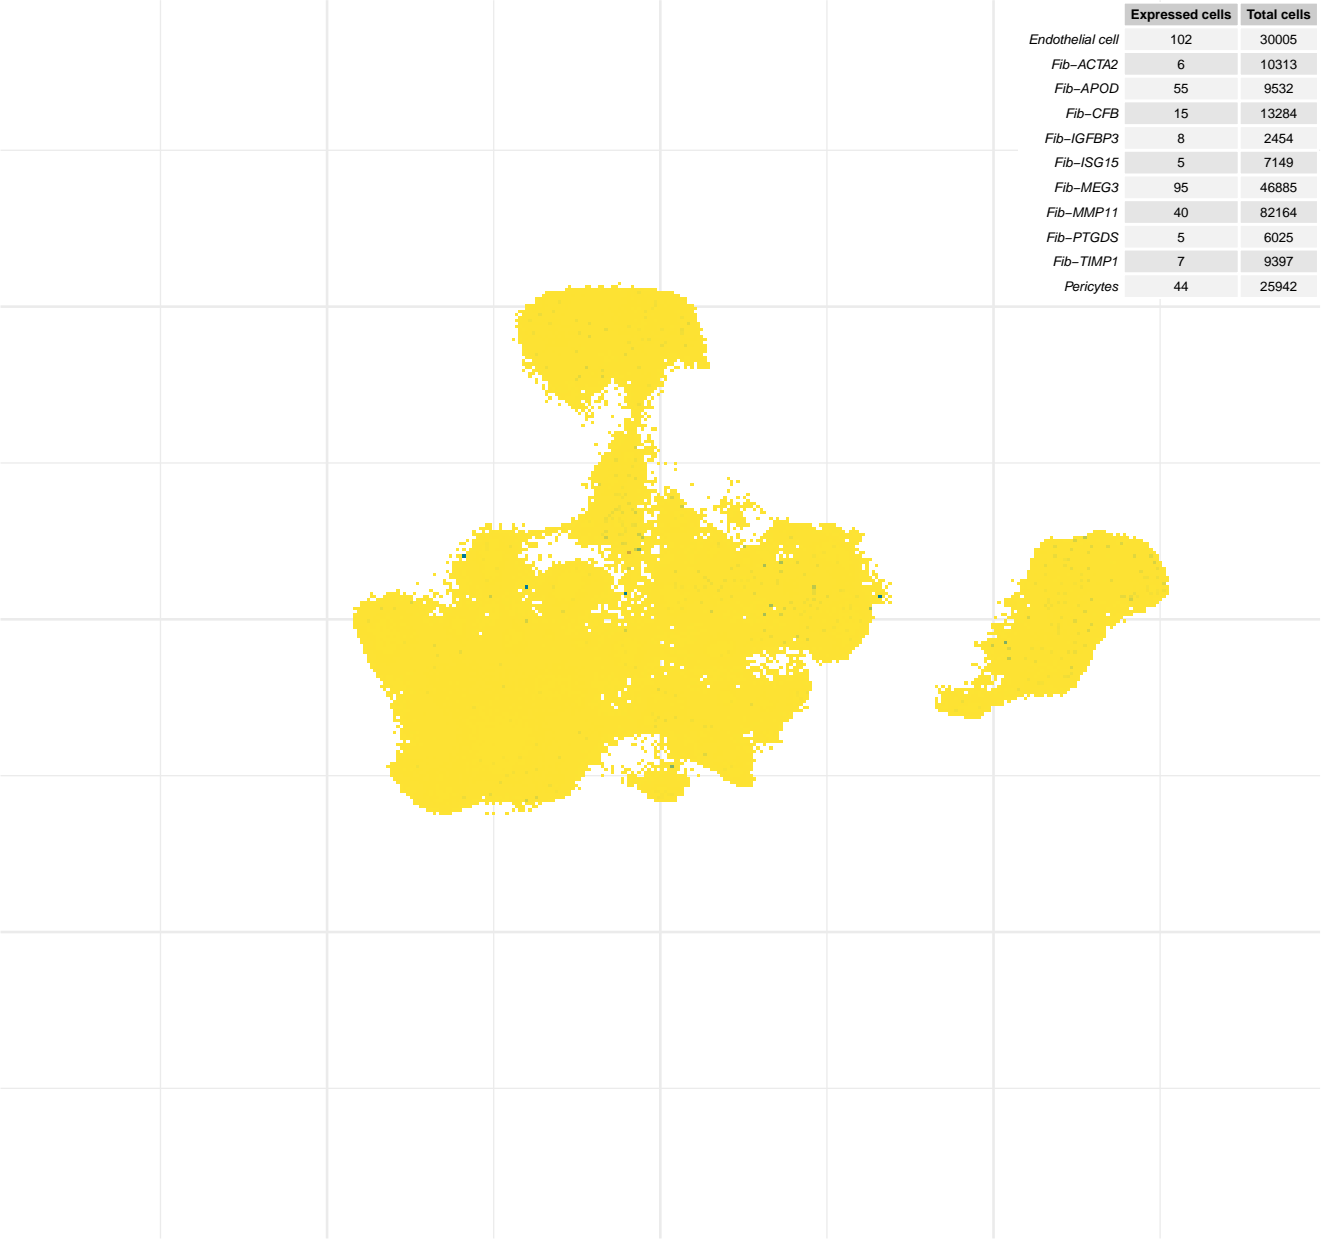 Expressed cells Total cells
Endothelial cell 102 30005
Fib−ACTA2 6 10313
Fib−APOD 55 9532
Fib−CFB 15 13284
Fib−IGFBP3 8 2454
Fib−ISG15 5 7149
Fib−MEG3 95 46885
Fib−MMP11 40 82164
Fib−PTGDS 5 6025
Fib−TIMP1 7 9397
Pericytes 44 25942